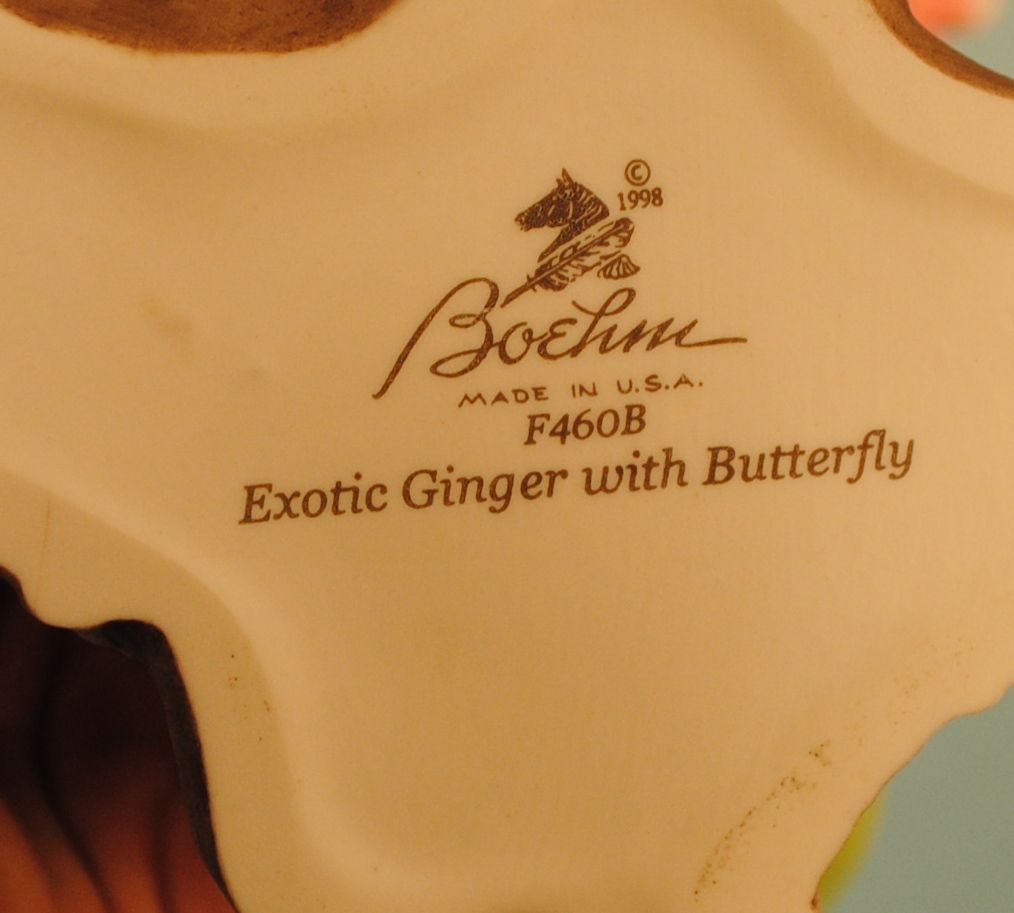 ©
1998
Boehm
MADE IN U.S.A.
F460B
Exotic Ginger with Butterfly